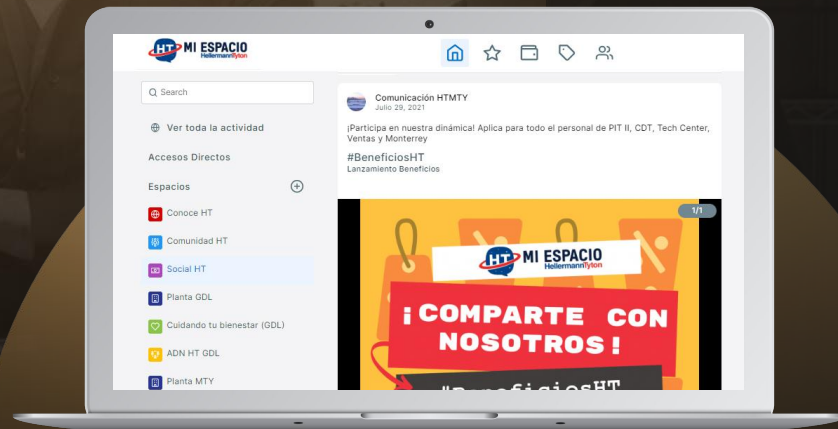 HT MI ESPACIO
HellermannTyton
Search
Ver toda la actividad
Accesos Directos
Espacios
Conoce HT
Comunidad HT
Social HT
Planta GDL
Cuidando tu bienestar (GDL)
ADN HT GDL
Planta MTY
Comunicación HTMTY
Julio 29, 2021
¡Participa en nuestra dinámica! Aplica para todo el personal de PIT II, CDT, Tech Center,
Ventas y Monterrey
#BeneficiosHT
Lanzamiento Beneficios
1/1
HT MI ESPACIO
HellermannTyton
¡COMPARTE CON
NOSOTROS!
#BeneficiosHT